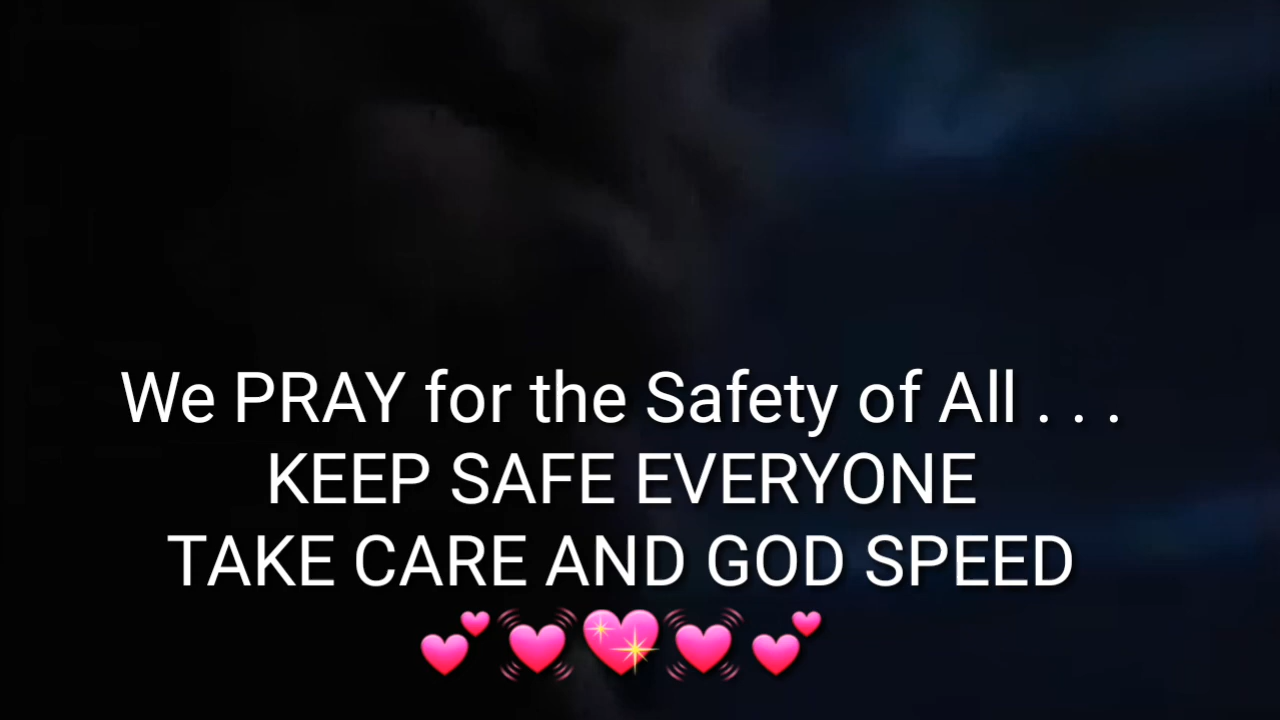 We PRAY for the Safety of All . . .
KEEP SAFE EVERYONE
TAKE CARE AND GOD SPEED
💕💓💖💓💕